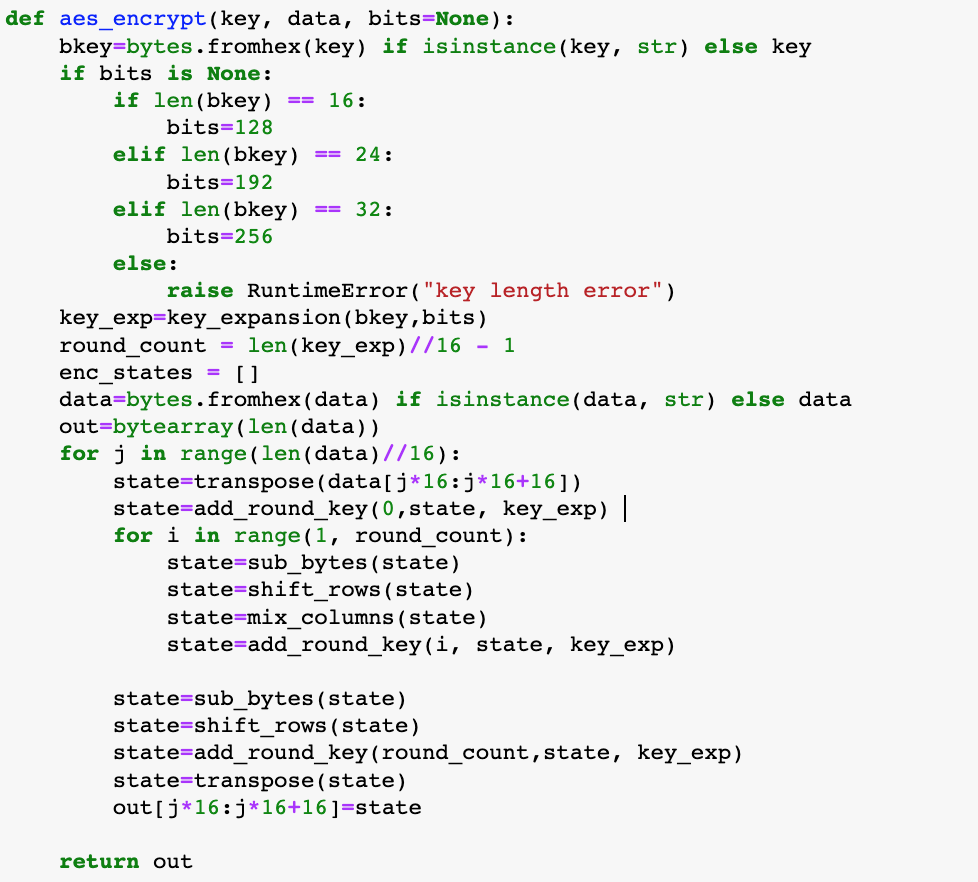 def aes_encrypt(key, data, bits=None):
    bkey=bytes.fromhex(key) if isinstance(key, str) else key
    if bits is None:
        if len(bkey) == 16:
            bits=128
        elif len(bkey) == 24:
            bits=192
        elif len(bkey) == 32:
            bits=256
        else:
            raise RuntimeError("key length error")
    key_exp=key_expansion(bkey,bits)
    round_count = len(key_exp)//16 - 1
    enc_states = []
    data=bytes.fromhex(data) if isinstance(data, str) else data
    out=bytearray(len(data))
    for j in range(len(data)//16):
        state=transpose(data[j*16:j*16+16])
        state=add_round_key(0,state, key_exp)
        for i in range(1, round_count):
            state=sub_bytes(state)
            state=shift_rows(state)
            state=mix_columns(state)
            state=add_round_key(i, state, key_exp)

        state=sub_bytes(state)
        state=shift_rows(state)
        state=add_round_key(round_count,state, key_exp)
        state=transpose(state)
        out[j*16:j*16+16]=state

    return out